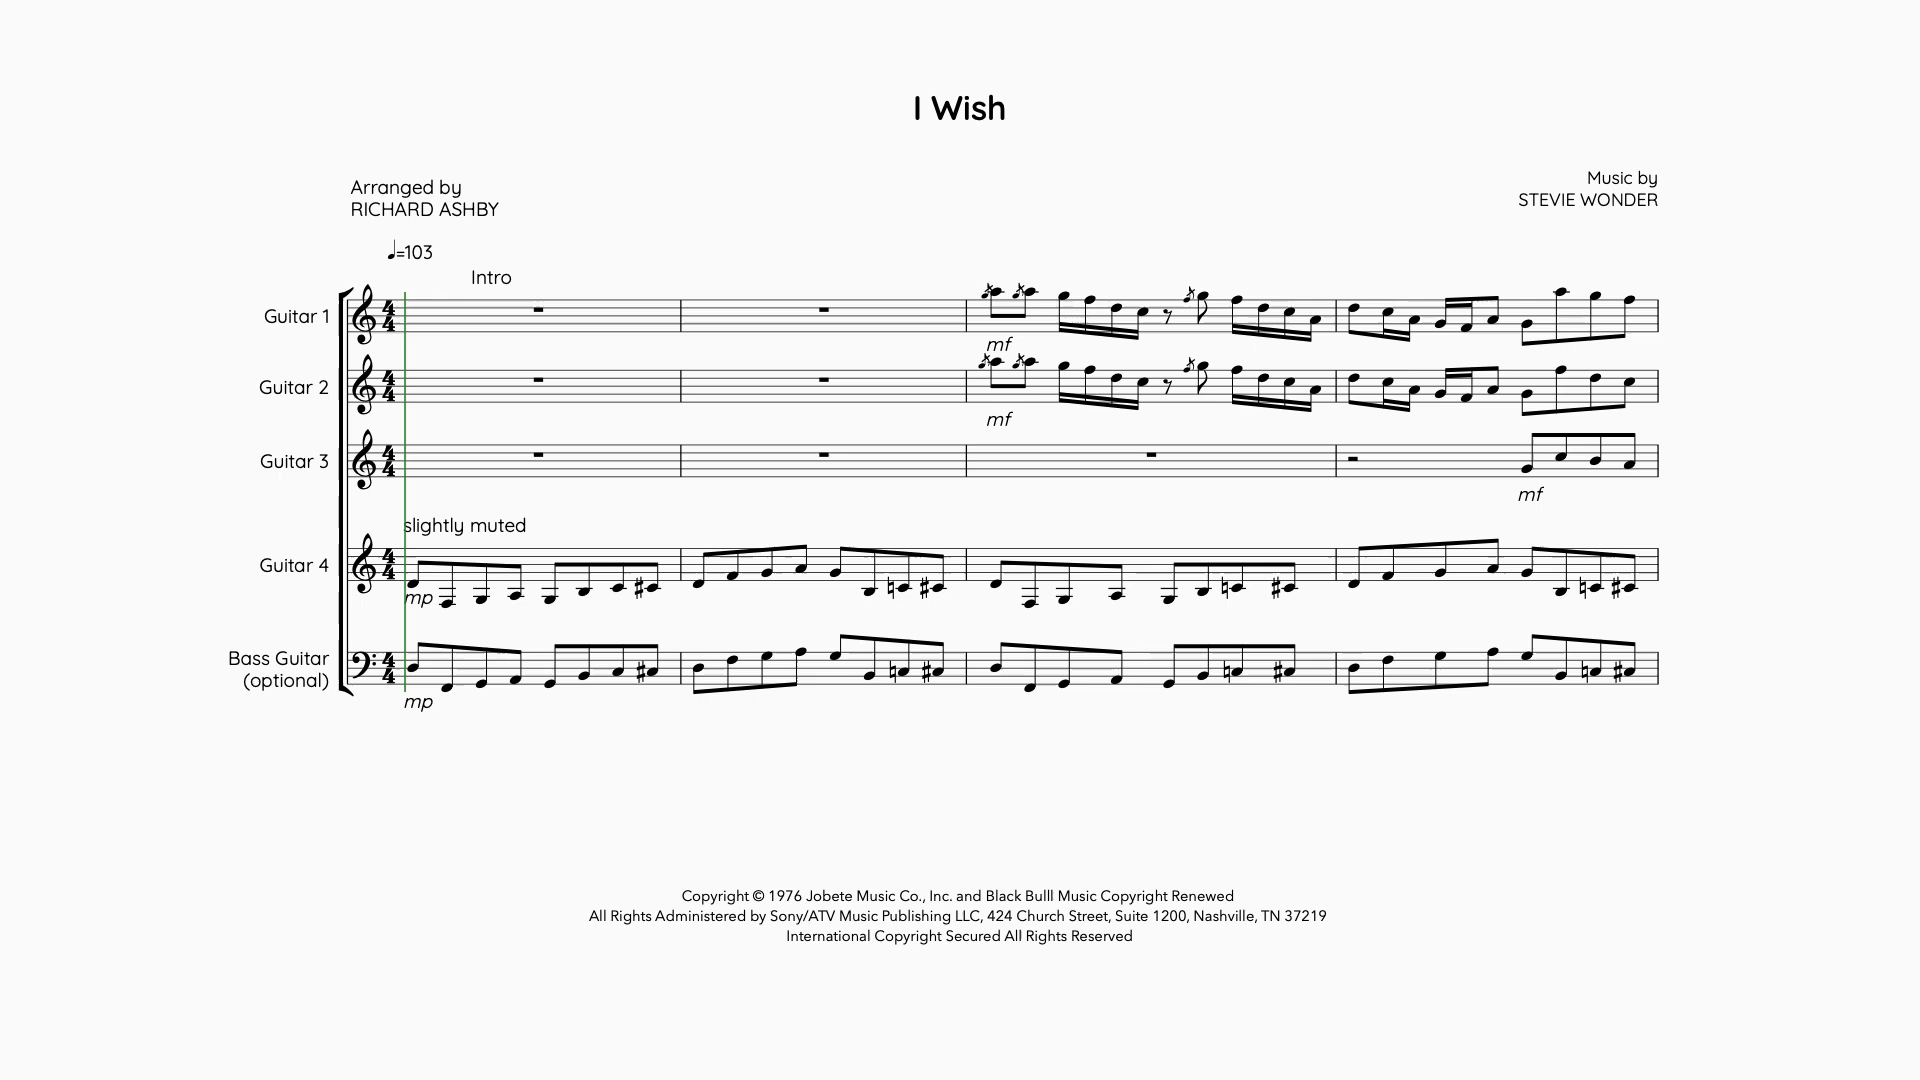 I Wish
Arranged by
RICHARD ASHBY
Music by
STEVIE WONDER
=103
Intro
Guitar 1
mf
Guitar 2
mf
Guitar 3
mf
slightly muted
Guitar 4
mp
Bass Guitar
(optional)
mp
Copyright © 1976 Jobete Music Co., Inc. and Black Bulll Music Copyright Renewed
All Rights Administered by Sony/ATV Music Publishing LLC, 424 Church Street, Suite 1200, Nashville, TN 37219
International Copyright Secured All Rights Reserved